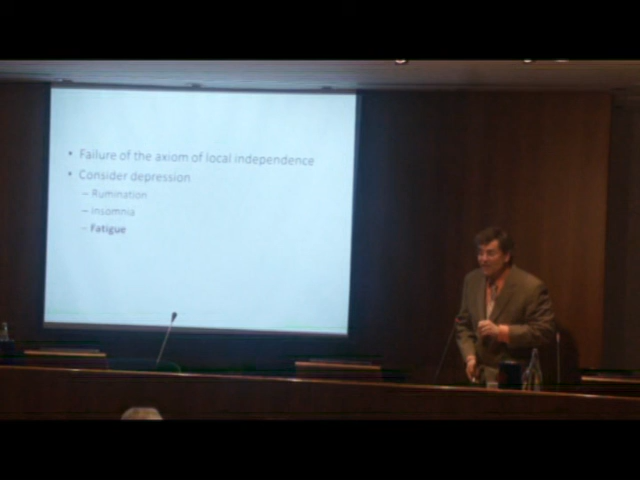 • Failure of the axiom of local independence
• Consider depression
– Rumination
– Insomnia
– Fatigue